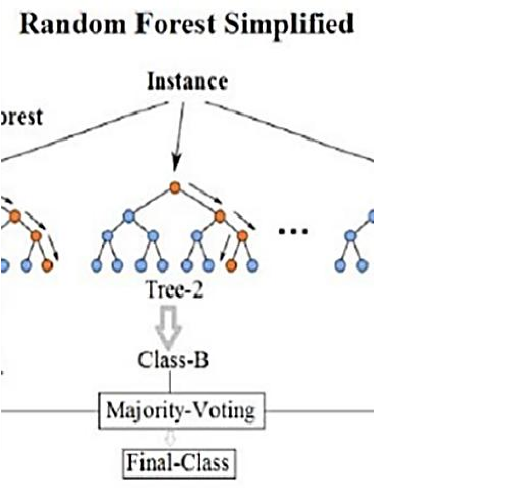 Random Forest Simplified
Instance
orest
...
Tree-2
Class-B
Majority-Voting
Final-Class